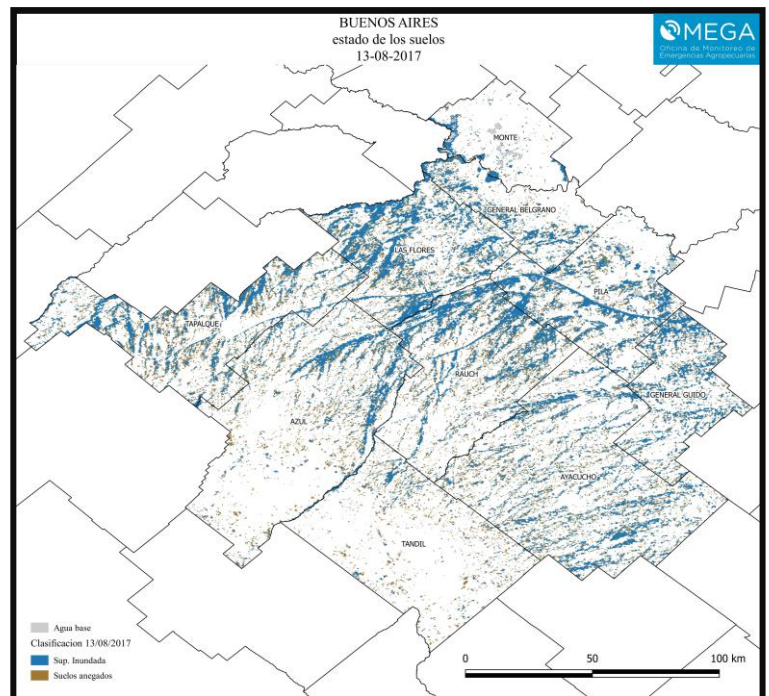 BUENOS AIRES
estado de los suelos
13-08-2017
OMEGA
Oficina de Monitoreo de
Emergencias Agropecuarias
MONTE
GENERAL BELGRANO
LAS FLORES
PILA
TAPALQUE
RAUCH
GENERAL GUIDO
AZUL
AYACUCHO
TANDIL
Agua base
Clasificacion 13/08/2017
Sup. Inundada
Suelos anegados
0 50 100 km